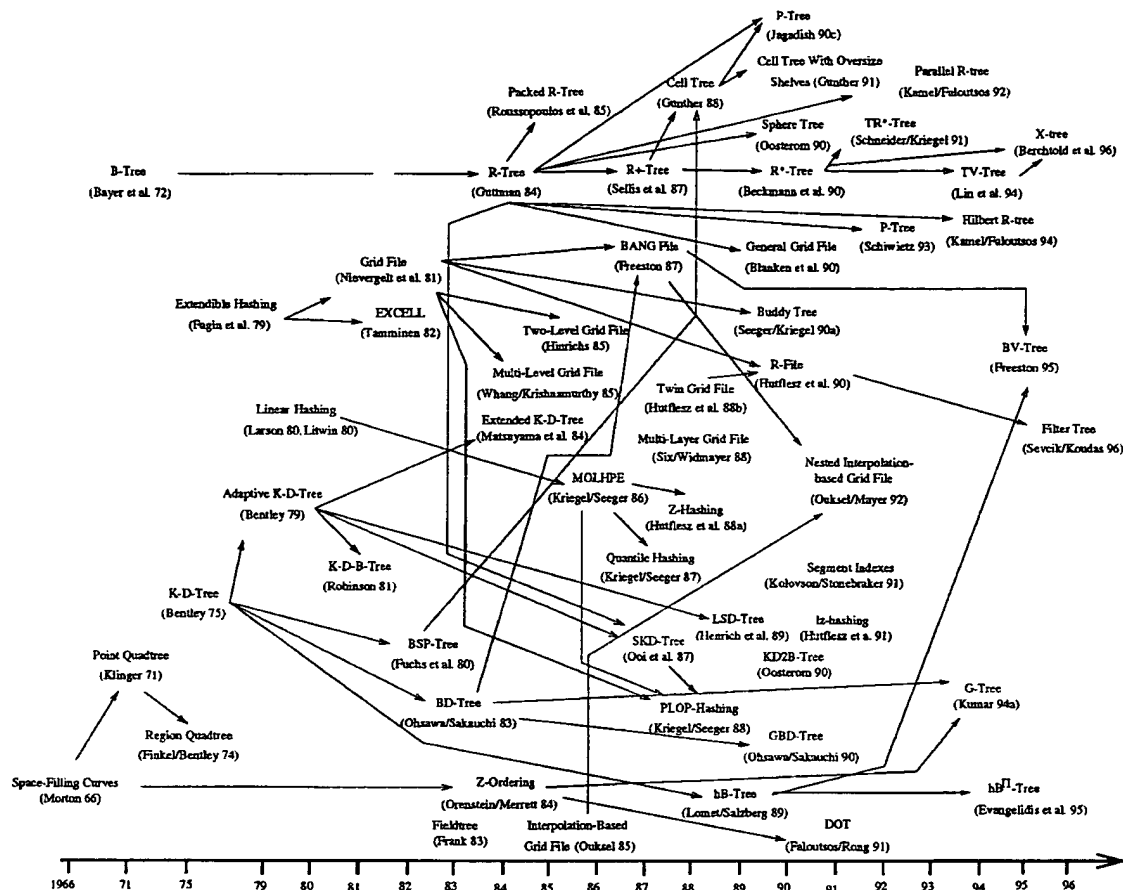 P-Tree
(Jagadish 90c)
Cell Tree With Oversize
Shelves (Gunther 91)
Parallel R-tree
(Kamel/Faloutsos 92)
Cell Tree
(Gunther 88)
Packed R-Tree
(Roussopoulos et al. 85)
Sphere Tree
(Oosterom 90)
TR*-Tree
(Schneider/Kriegel 91)
X-tree
(Berchtold et al. 96)
B-Tree
(Bayer et al. 72)
R-Tree
(Guttman 84)
R+-Tree
(Sellis et al. 87)
R*-Tree
(Beckmann et al. 90)
TV-Tree
(Lin et al. 94)
Hilbert R-tree
(Kamel/Faloutsos 94)
P-Tree
(Schiwietz 93)
General Grid File
(Blanken et al. 90)
BANG File
(Freeston 87)
Grid File
(Nievergelt et al. 81)
Extendible Hashing
(Fagin et al. 79)
EXCELL
(Tamminen 82)
Two-Level Grid File
(Hinrichs 85)
Buddy Tree
(Seeger/Kriegel 90a)
BV-Tree
(Freeston 95)
Multi-Level Grid File
(Whang/Krishnamurthy 85)
R-File
(Hutflesz et al. 90)
Twin Grid File
(Hutflesz et al. 88b)
Linear Hashing
(Larson 80, Litwin 80)
Extended K-D-Tree
(Matsuyama et al. 84)
Filter Tree
(Sevcik/Koudas 96)
Multi-Layer Grid File
(Six/Widmayer 88)
Nested Interpolation-
based Grid File
(Ouksel/Mayer 92)
MOLHPE
(Kriegel/Seeger 86)
Adaptive K-D-Tree
(Bentley 79)
Z-Hashing
(Hutflesz et al. 88a)
Quantile Hashing
(Kriegel/Seeger 87)
K-D-B-Tree
(Robinson 81)
Segment Indexes
(Kolovson/Stonebraker 91)
K-D-Tree
(Bentley 75)
LSD-Tree
(Henrich et al. 89)
lz-hashing
(Hutflesz et a. 91)
BSP-Tree
(Fuchs et al. 80)
SKD-Tree
(Ooi et al. 87)
KD2B-Tree
(Oosterom 90)
Point Quadtree
(Klinger 71)
BD-Tree
(Ohsawa/Sakauchi 83)
PLOP-Hashing
(Kriegel/Seeger 88)
G-Tree
(Kumar 94a)
Region Quadtree
(Finkel/Bentley 74)
GBD-Tree
(Ohsawa/Sakauchi 90)
Space-Filling Curves
(Morton 66)
Z-Ordering
(Orenstein/Merrett 84)
hB-Tree
(Lomet/Salzberg 89)
hBΠ-Tree
(Evangelidis et al. 95)
Fieldtree
(Frank 83)
Interpolation-Based
Grid File (Ouksel 85)
DOT
(Faloutsos/Rong 91)
1966 71 75 79 80 81 82 83 84 85 86 87 88 89 90 91 92 93 94 95 96